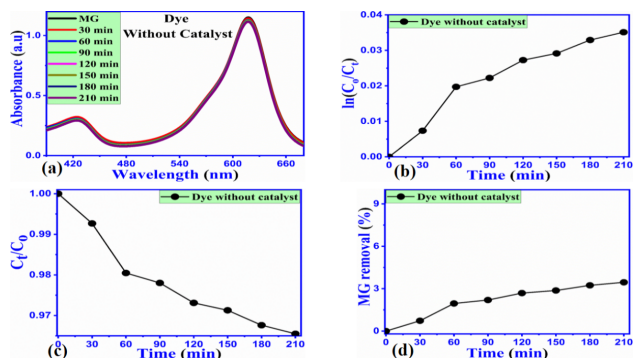 MG
30 min
60 min
90 min
120 min
150 min
180 min
210 min
Dye
Without Catalyst
Absorbance (a.u)
1.0
0.5
0.0
420
480
540
600
660
Wavelength (nm)
(a)
Dye without catalyst
ln(C0/Ct)
0.04
0.03
0.02
0.01
0.00
0
30
60
90
120
150
180
210
Time (min)
(b)
Dye without catalyst
Ct/C0
1.00
0.99
0.98
0.97
0
30
60
90
120
150
180
210
Time (min)
(c)
Dye without catalyst
MG removal (%)
9
6
3
0
0
30
60
90
120
150
180
210
Time (min)
(d)